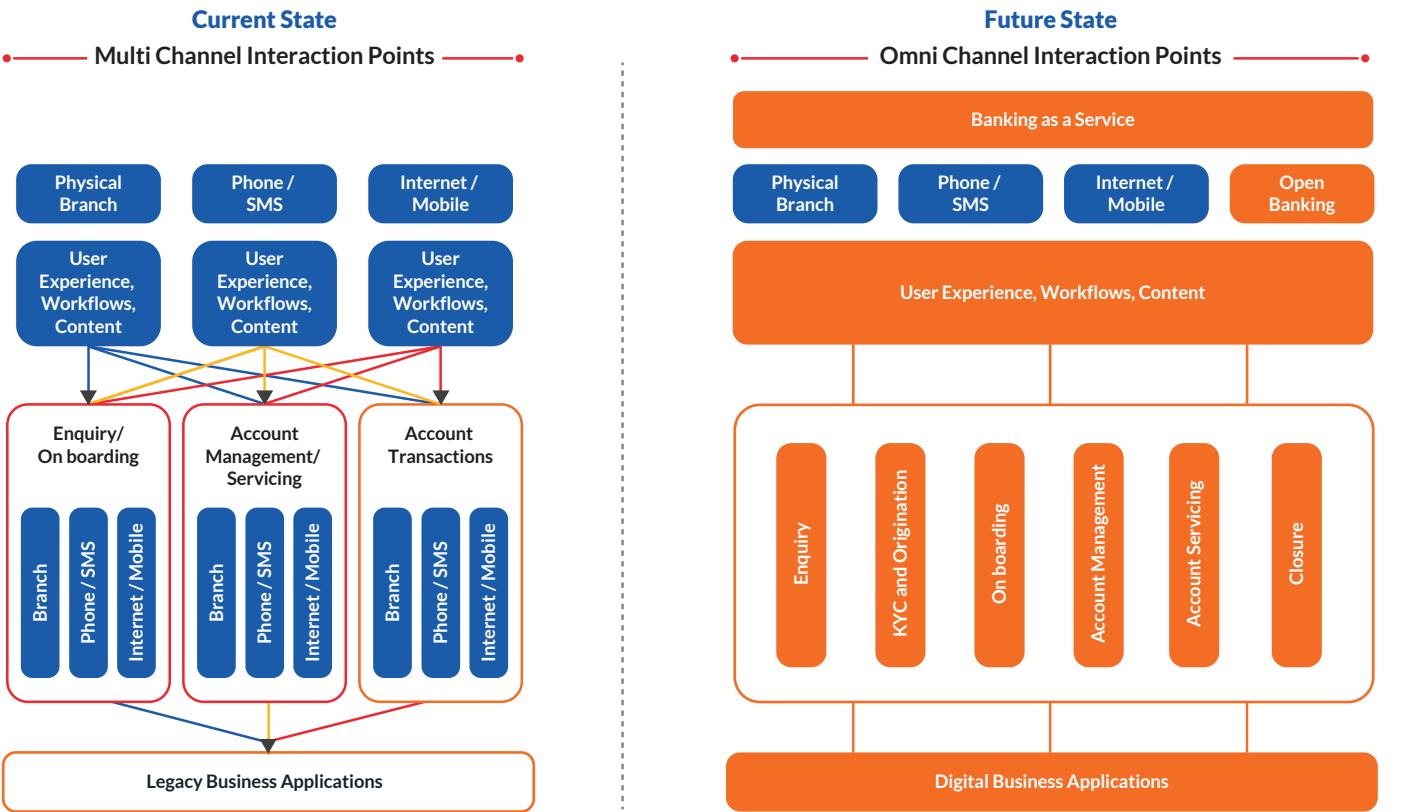 Current State
Multi Channel Interaction Points
Physical
Branch
Phone /
SMS
Internet /
Mobile
User
Experience,
Workflows,
Content
User
Experience,
Workflows,
Content
User
Experience,
Workflows,
Content
Enquiry/
On boarding
Branch
Phone / SMS
Internet / Mobile
Account
Management/
Servicing
Branch
Phone / SMS
Internet / Mobile
Account
Transactions
Branch
Phone / SMS
Internet / Mobile
Legacy Business Applications
Future State
Omni Channel Interaction Points
Banking as a Service
Physical
Branch
Phone /
SMS
Internet /
Mobile
Open
Banking
User Experience, Workflows, Content
Enquiry
KYC and Origination
On boarding
Account Management
Account Servicing
Closure
Digital Business Applications